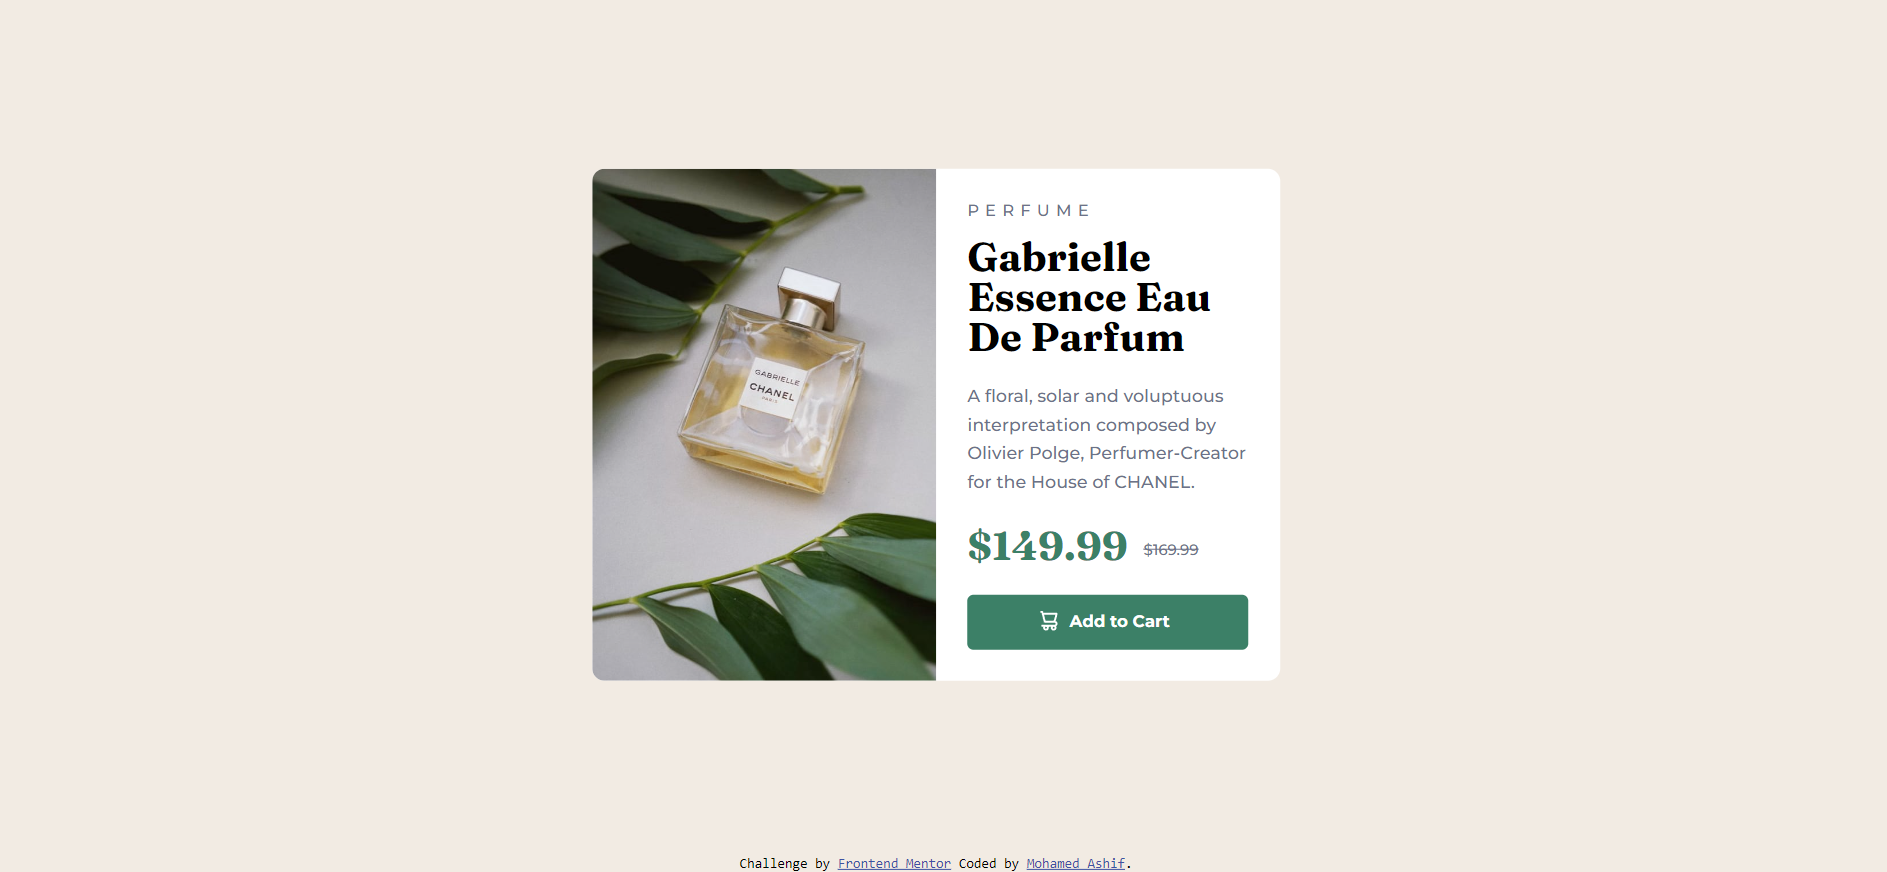 PERFUME
Gabrielle
Essence Eau
De Parfum
A floral, solar and voluptuous
interpretation composed by
Olivier Polge, Perfumer-Creator
for the House of CHANEL.
$149.99 $169.99
Add to Cart
GABRIELLE
CHANEL
PARIS
Challenge by Frontend Mentor Coded by Mohamed Ashif.